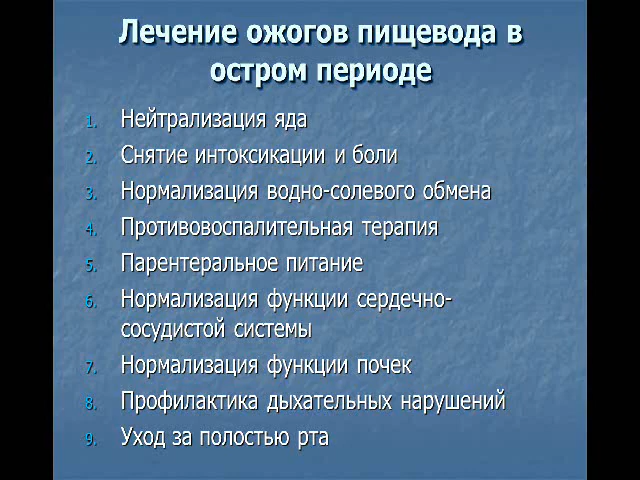 Лечение ожогов пищевода в
остром периоде
1. Нейтрализация яда
2. Снятие интоксикации и боли
3. Нормализация водно-солевого обмена
4. Противовоспалительная терапия
5. Парентеральное питание
6. Нормализация функции сердечно-
сосудистой системы
7. Нормализация функции почек
8. Профилактика дыхательных нарушений
9. Уход за полостью рта